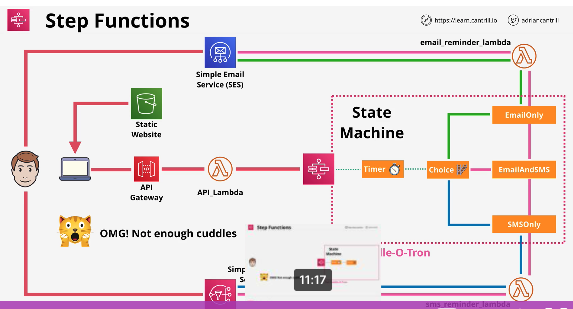 Step Functions
https://learn.cantrill.io
adriancantrill
email_reminder_lambda
Simple Email
Service (SES)
Static
Website
State
Machine
EmailOnly
Timer
Choice
EmailAndSMS
API
Gateway
API_Lambda
SMSOnly
OMG! Not enough cuddles
Step Functions
State
Machine
11:17
lle-O-Tron
Simp
S
sms_reminder_lambda